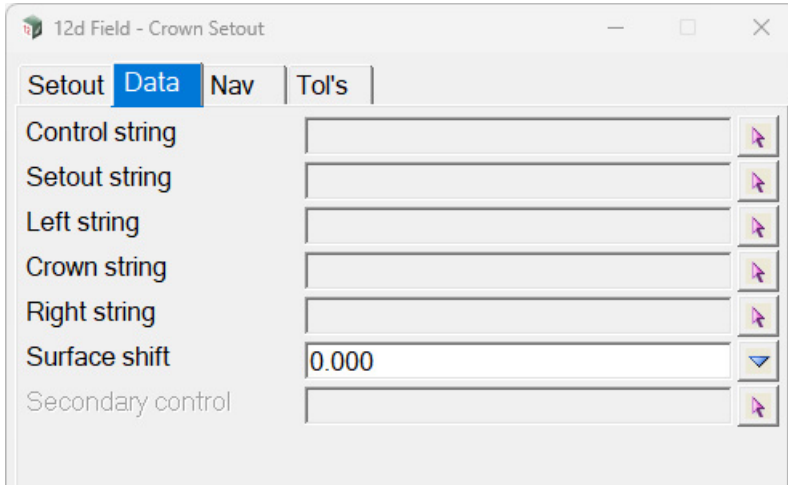 12d Field - Crown Setout
Setout Data Nav Tol's
Control string
Setout string
Left string
Crown string
Right string
Surface shift 0.000
Secondary control